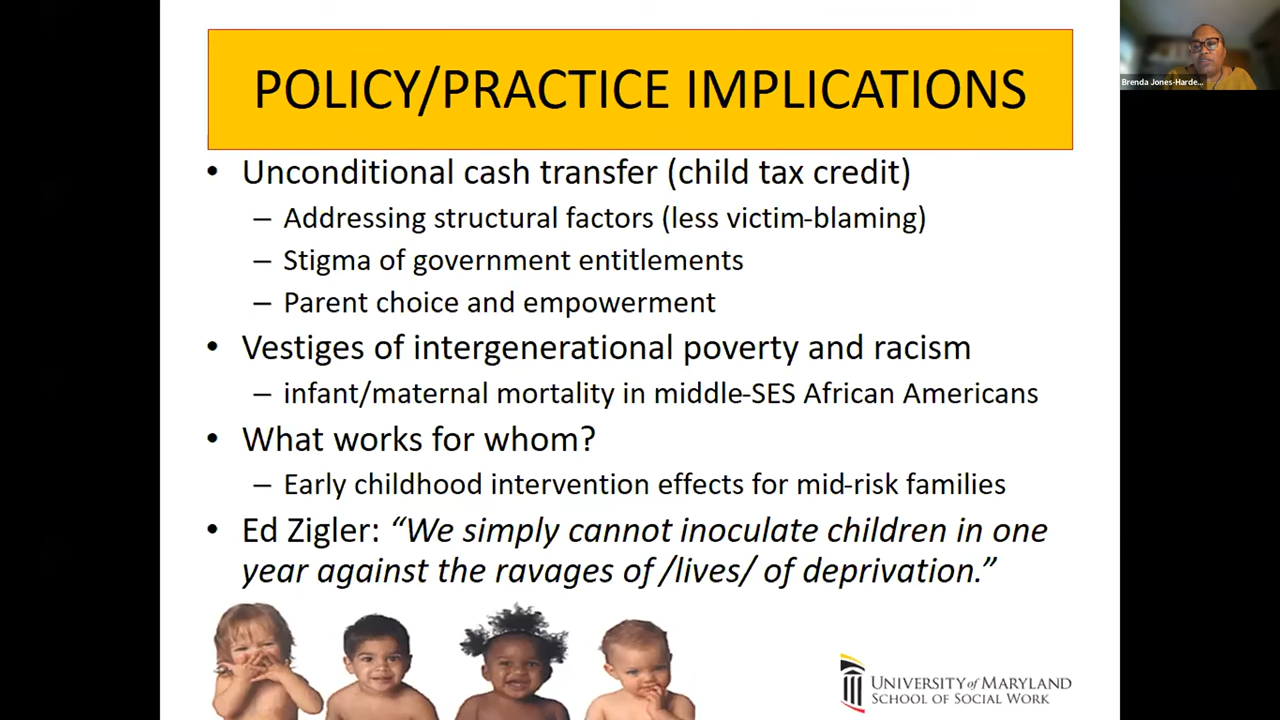 POLICY/PRACTICE IMPLICATIONS
• Unconditional cash transfer (child tax credit)
– Addressing structural factors (less victim-blaming)
– Stigma of government entitlements
– Parent choice and empowerment
• Vestiges of intergenerational poverty and racism
– infant/maternal mortality in middle-SES African Americans
• What works for whom?
– Early childhood intervention effects for mid-risk families
• Ed Zigler: “We simply cannot inoculate children in one
year against the ravages of /lives/ of deprivation.”
UNIVERSITY of MARYLAND
SCHOOL OF SOCIAL WORK
Brenda Jones-Harde...